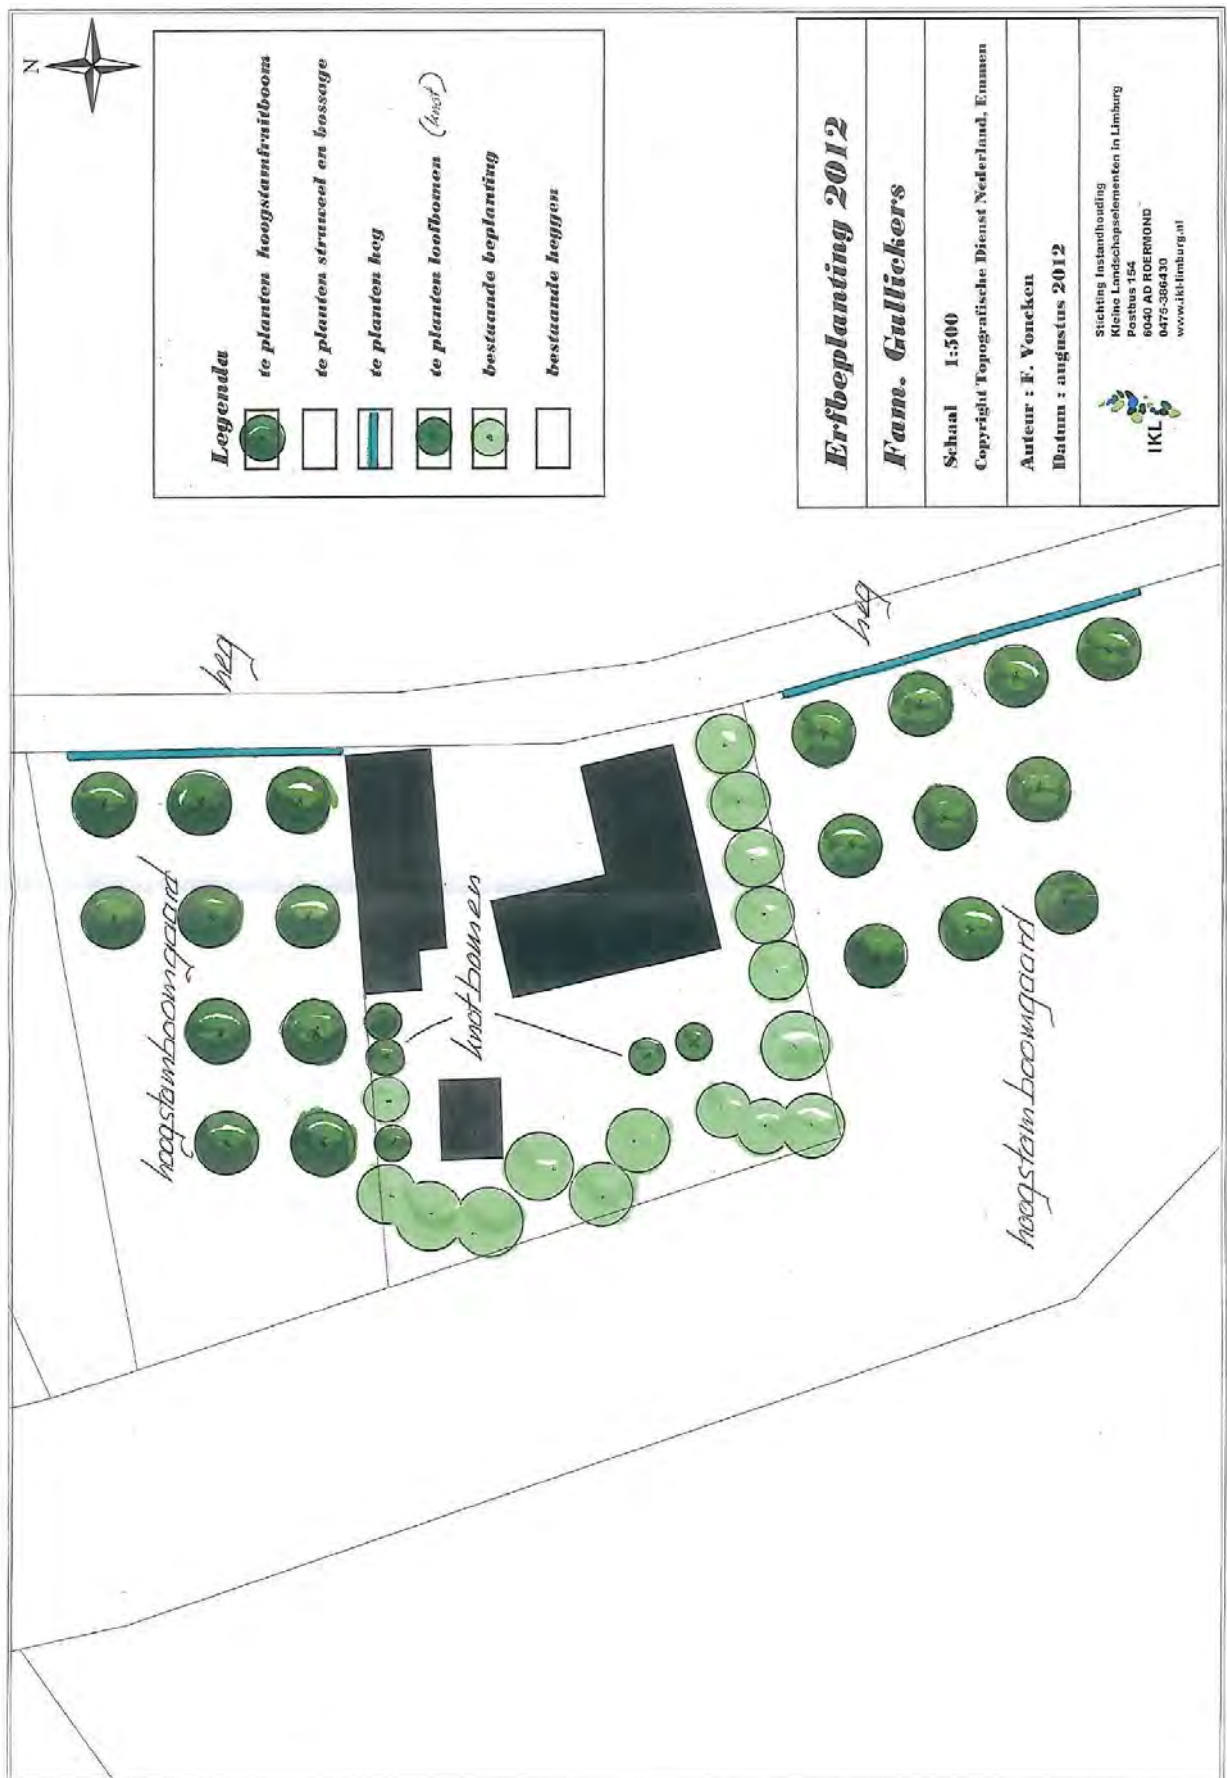 N
Legenda
te planten hoogstamfruitboom
te planten struweel en bossage
te planten heg
te planten loofbomen (knot)
bestaande beplanting
bestaande heggen
heg
heg
hoogstamboomgaard
knotbomen
hoogstamboomgaard
Erfbeplanting 2012
Fam. Gullickers
Schaal 1:500
Copyright Topografische Dienst Nederland, Emmen
Auteur : F. Voncken
Datum : augustus 2012
IKL
Stichting Instandhouding
Kleine Landschapselementen in Limburg
Postbus 154
6040 AD ROERMOND
0475-386430
www.ikl-limburg.nl